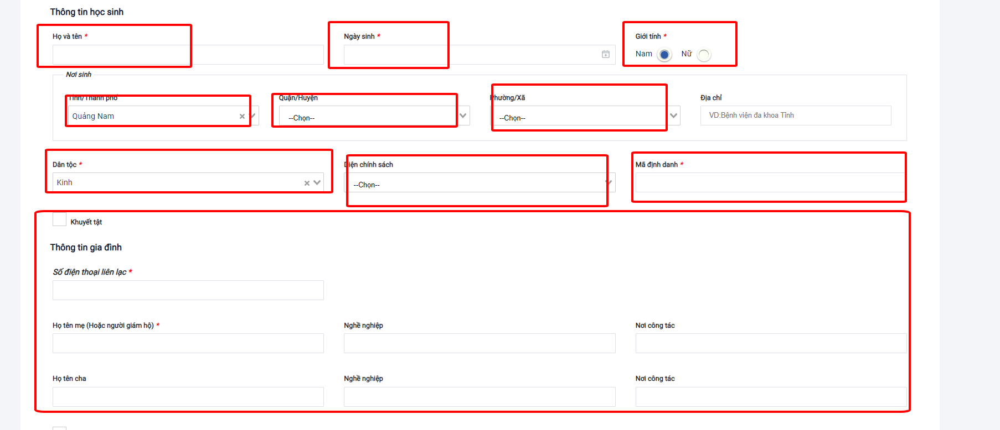 Thông tin học sinh
Họ và tên * Ngày sinh * Giới tính *
Nam Nữ
Nơi sinh
Tỉnh/Thành phố Quận/Huyện Phường/Xã Địa chỉ
Quảng Nam --Chọn-- --Chọn-- VD:Bệnh viện đa khoa Tỉnh
Dân tộc * Diện chính sách Mã định danh *
Kinh --Chọn--
Khuyết tật
Thông tin gia đình
Số điện thoại liên lạc *
Họ tên mẹ (Hoặc người giám hộ) * Nghề nghiệp Nơi công tác
Họ tên cha Nghề nghiệp Nơi công tác